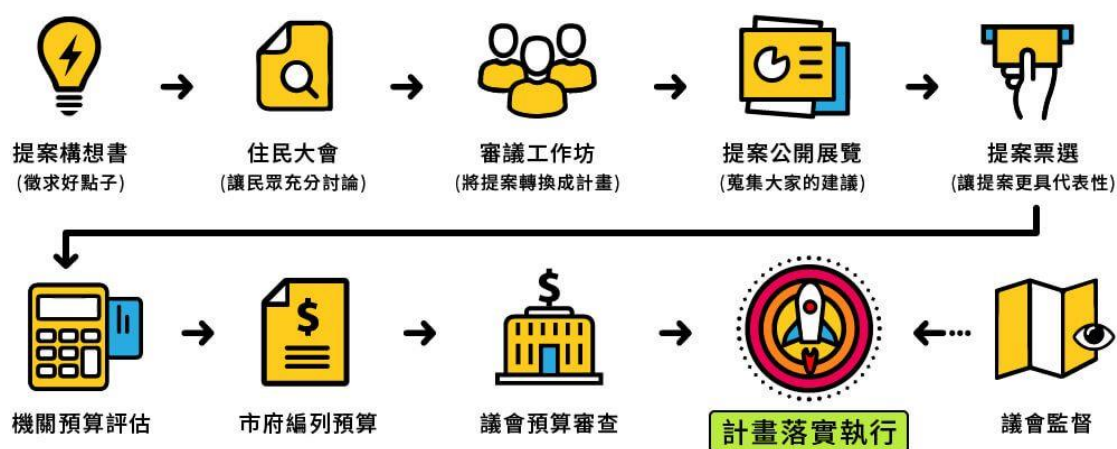 提案構想書
(徵求好點子)
住民大會
(讓民眾充分討論)
審議工作坊
(將提案轉換成計畫)
提案公開展覽
(蒐集大家的建議)
提案票選
(讓提案更具代表性)
$
$
機關預算評估
市府編列預算
議會預算審查
計畫落實執行
議會監督